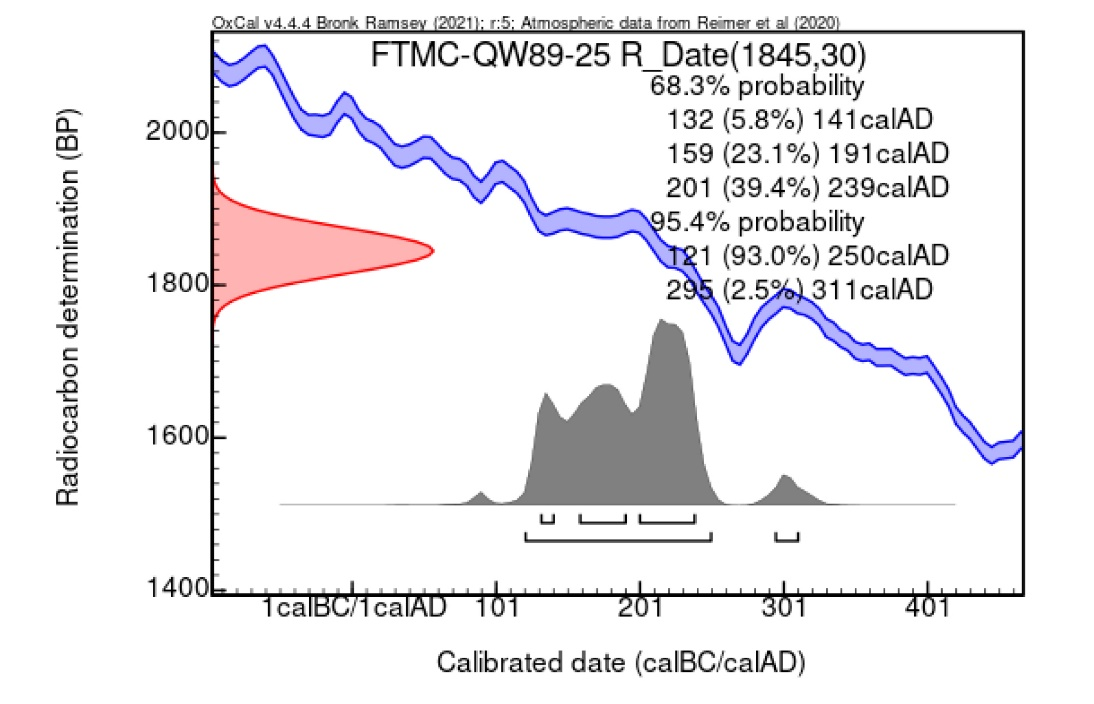 OxCal v4.4.4 Bronk Ramsey (2021); r:5; Atmospheric data from Reimer et al (2020)
FTMC-QW89-25 R_Date(1845,30)
68.3% probability
132 (5.8%) 141calAD
159 (23.1%) 191calAD
201 (39.4%) 239calAD
95.4% probability
121 (93.0%) 250calAD
295 (2.5%) 311calAD
Radiocarbon determination (BP)
2000
1800
1600
1400
1calBC/1calAD 101 201 301 401
Calibrated date (calBC/calAD)